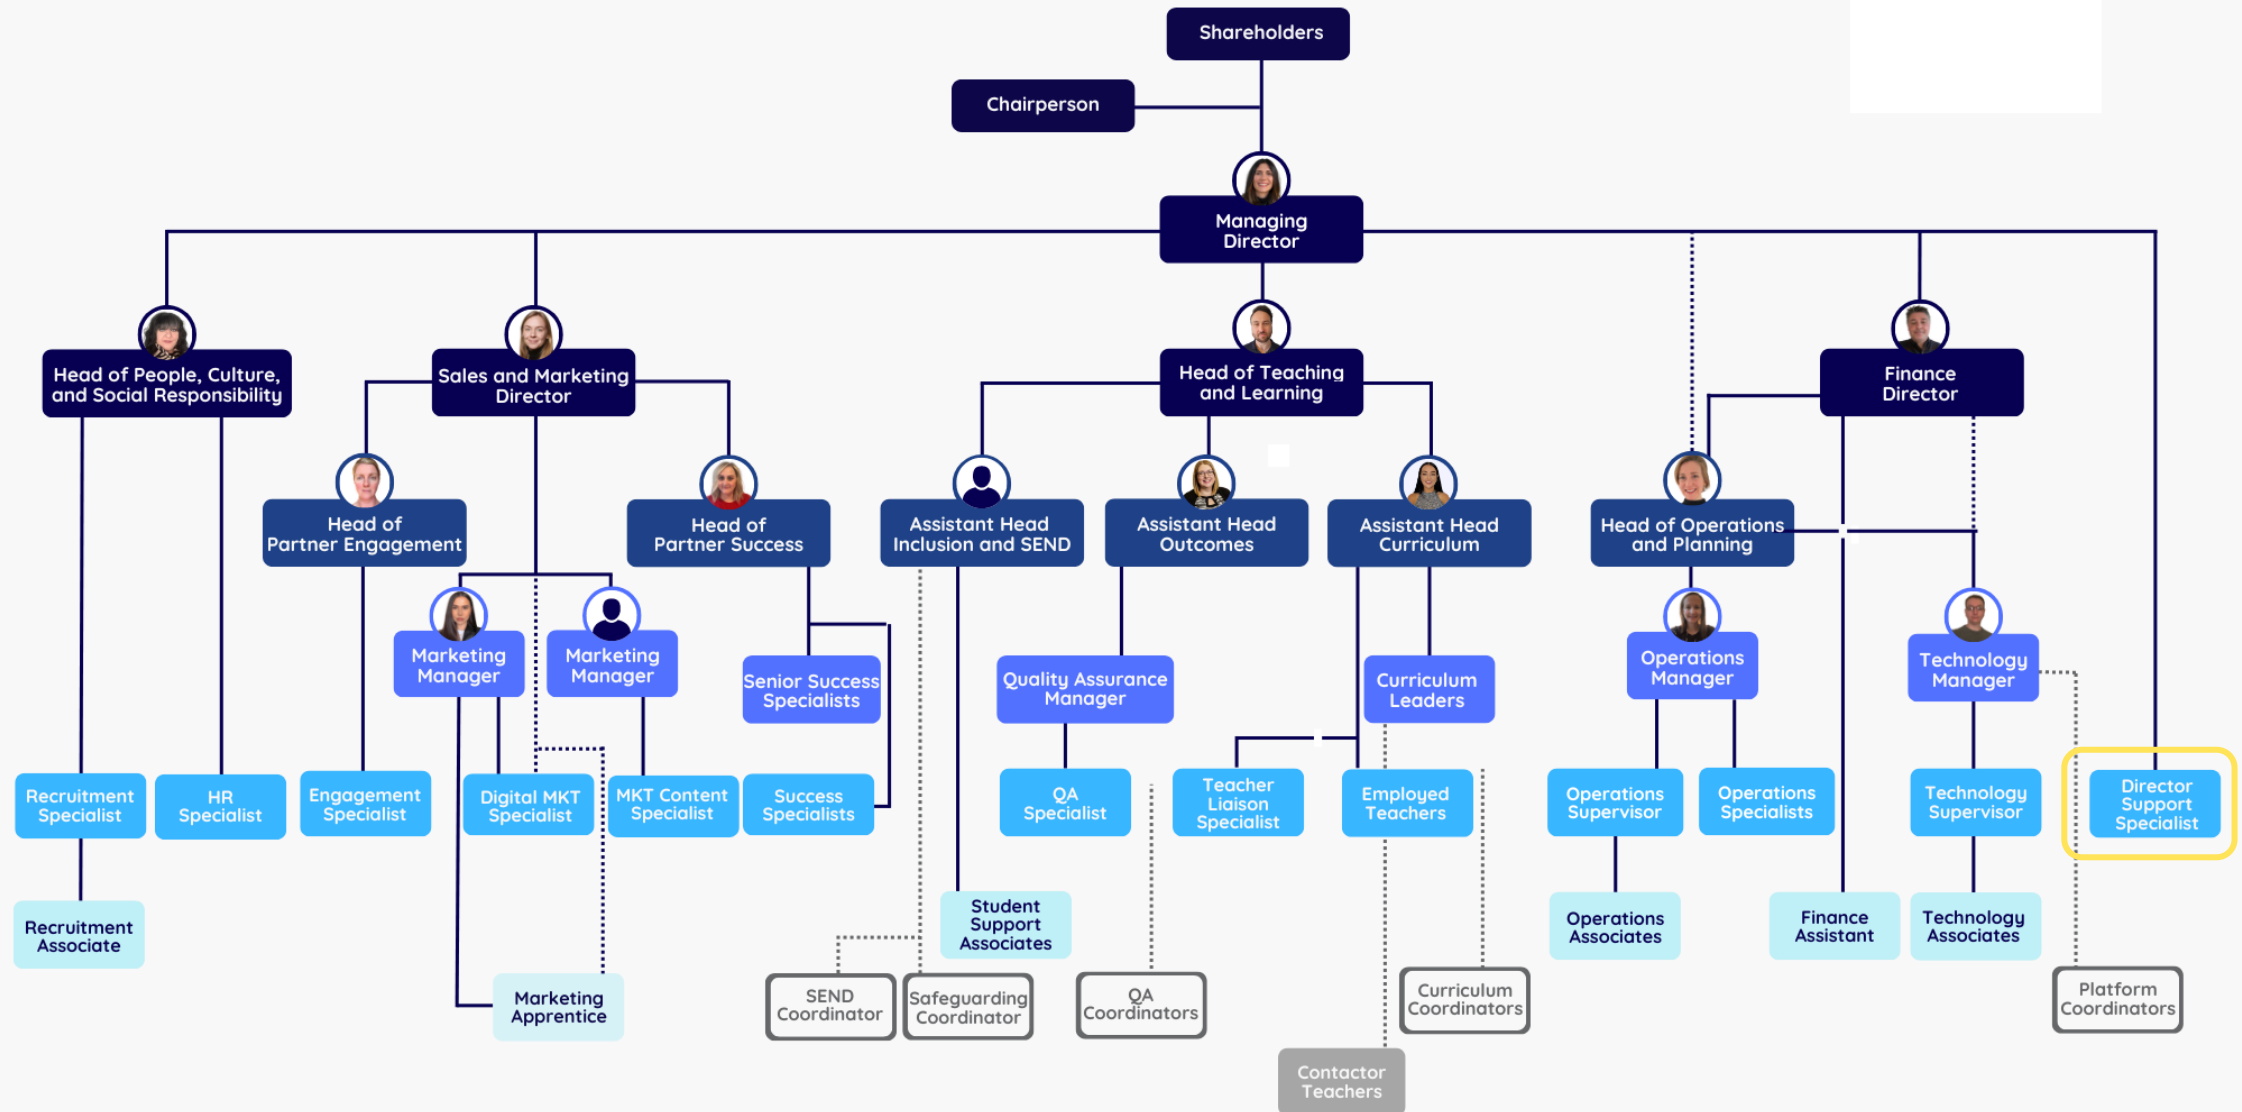 Shareholders
Chairperson
Managing
Director
Head of People, Culture,
and Social Responsibility
Sales and Marketing
Director
Head of Teaching
and Learning
Finance
Director
Head of
Partner Engagement
Head of
Partner Success
Assistant Head
Inclusion and SEND
Assistant Head
Outcomes
Assistant Head
Curriculum
Head of Operations
and Planning
Marketing
Manager
Marketing
Manager
Senior Success
Specialists
Quality Assurance
Manager
Curriculum
Leaders
Operations
Manager
Technology
Manager
Recruitment
Specialist
HR
Specialist
Engagement
Specialist
Digital MKT
Specialist
MKT Content
Specialist
Success
Specialists
QA
Specialist
Teacher
Liaison
Specialist
Employed
Teachers
Operations
Supervisor
Operations
Specialists
Technology
Supervisor
Director
Support
Specialist
Recruitment
Associate
Student
Support
Associates
Operations
Associates
Finance
Assistant
Technology
Associates
Marketing
Apprentice
SEND
Coordinator
Safeguarding
Coordinator
QA
Coordinators
Curriculum
Coordinators
Platform
Coordinators
Contactor
Teachers